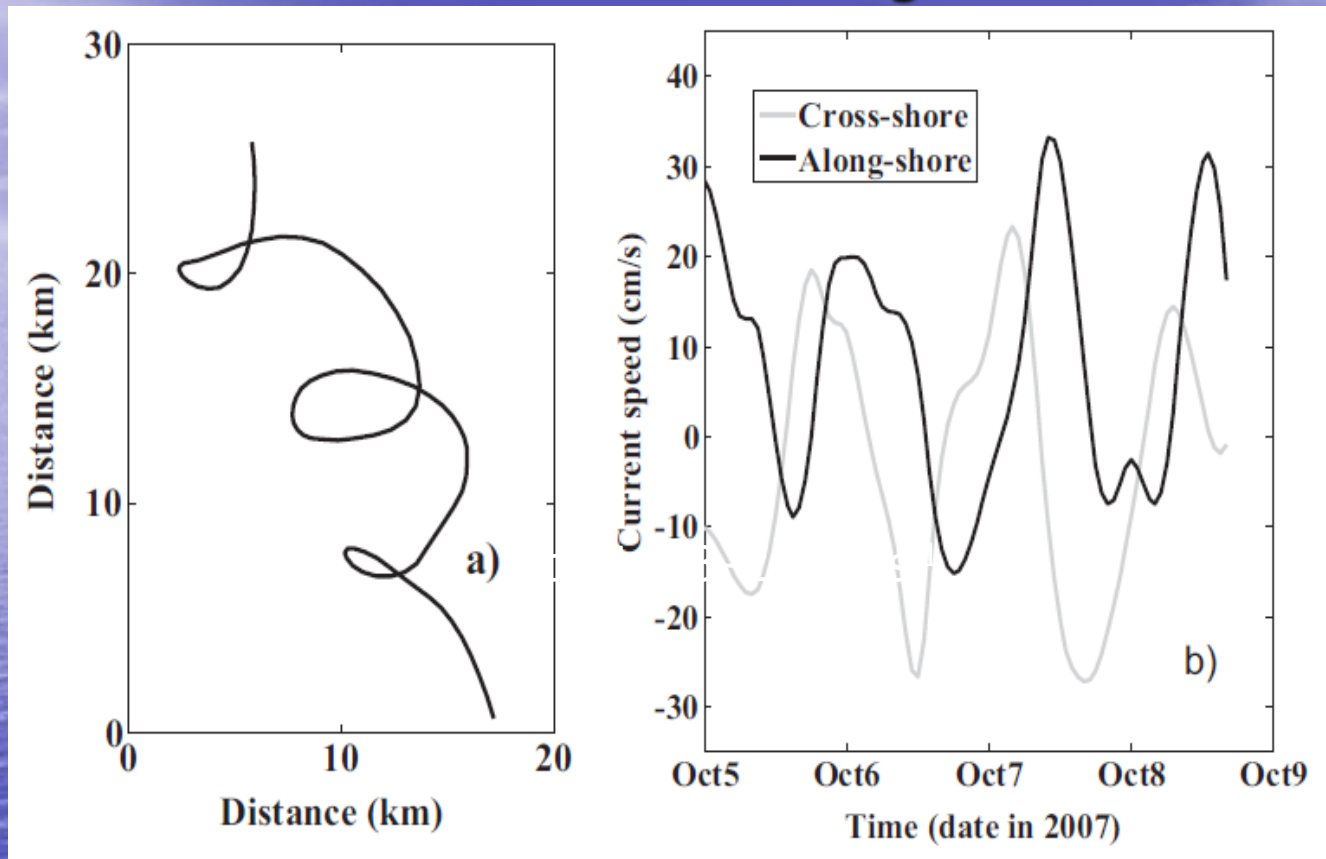 30
20
10
0
0
10
20
Distance (km)
Distance (km)
a)
40
30
20
10
0
-10
-20
-30
Current speed (cm/s)
Cross-shore
Along-shore
b)
Oct5
Oct6
Oct7
Oct8
Oct9
Time (date in 2007)